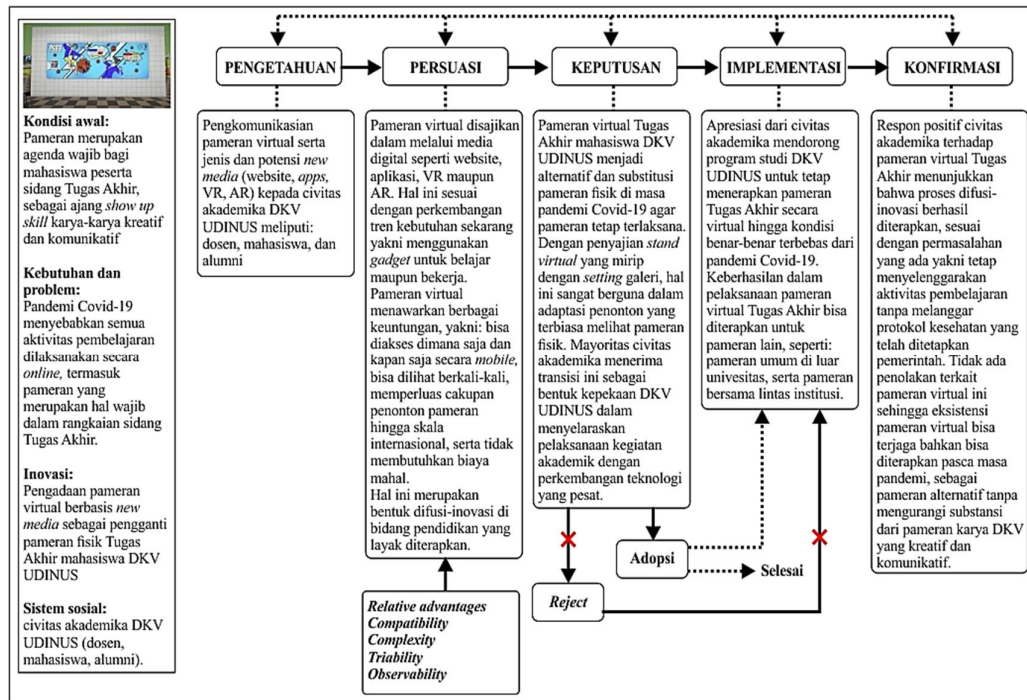 Kondisi awal:
Pameran merupakan
agenda wajib bagi
mahasiswa peserta
sidang Tugas Akhir,
sebagai ajang show up
skill karya-karya kreatif
dan komunikatif
Kebutuhan dan
problem:
Pandemi Covid-19
menyebabkan semua
aktivitas pembelajaran
dilaksanakan secara
online, termasuk
pameran yang
merupakan hal wajib
dalam rangkaian sidang
Tugas Akhir.
Inovasi:
Pengadaan pameran
virtual berbasis new
media sebagai pengganti
pameran fisik Tugas
Akhir mahasiswa DKV
UDINUS
Sistem sosial:
civitas akademika DKV
UDINUS (dosen,
mahasiswa, alumni).
PENGETAHUAN
Pengkomunikasian
pameran virtual serta
jenis dan potensi new
media (website, apps,
VR, AR) kepada civitas
akademika DKV
UDINUS meliputi:
dosen, mahasiswa, dan
alumni
PERSUASI
Pameran virtual disajikan
dalam melalui media
digital seperti website,
aplikasi, VR maupun
AR. Hal ini sesuai
dengan perkembangan
tren kebutuhan sekarang
yakni menggunakan
gadget untuk belajar
maupun bekerja.
Pameran virtual
menawarkan berbagai
keuntungan, yakni: bisa
diakses dimana saja dan
kapan saja secara mobile,
bisa dilihat berkali-kali,
memperluas cakupan
penonton pameran
hingga skala
internasional, serta tidak
membutuhkan biaya
mahal.
Hal ini merupakan
bentuk difusi-inovasi di
bidang pendidikan yang
layak diterapkan.
Relative advantages
Compatibility
Complexity
Triability
Observability
KEPUTUSAN
Pameran virtual Tugas
Akhir mahasiswa DKV
UDINUS menjadi
alternatif dan substitusi
pameran fisik di masa
pandemi Covid-19 agar
pameran tetap terlaksana.
Dengan penyajian stand
virtual yang mirip
dengan setting galeri, hal
ini sangat berguna dalam
adaptasi penonton yang
terbiasa melihat pameran
fisik. Mayoritas civitas
akademika menerima
transisi ini sebagai
bentuk kepekaan DKV
UDINUS dalam
menyelaraskan
pelaksanaan kegiatan
akademik dengan
perkembangan teknologi
yang pesat.
Adopsi
Selesai
Reject
IMPLEMENTASI
Apresiasi dari civitas
akademika mendorong
program studi DKV
UDINUS untuk tetap
menerapkan pameran
Tugas Akhir secara
virtual hingga kondisi
benar-benar terbebas dari
pandemi Covid-19.
Keberhasilan dalam
pelaksanaan pameran
virtual Tugas Akhir bisa
diterapkan untuk
pameran lain, seperti:
pameran umum di luar
univesitas, serta pameran
bersama lintas institusi.
KONFIRMASI
Respon positif civitas
akademika terhadap
pameran virtual Tugas
Akhir menunjukkan
bahwa proses difusi-
inovasi berhasil
diterapkan, sesuai
dengan permasalahan
yang ada yakni tetap
menyelenggarakan
aktivitas pembelajaran
tanpa melanggar
protokol kesehatan yang
telah ditetapkan
pemerintah. Tidak ada
penolakan terkait
pameran virtual ini
sehingga eksistensi
pameran virtual bisa
terjaga bahkan bisa
diterapkan pasca masa
pandemi, sebagai
pameran alternatif tanpa
mengurangi substansi
dari pameran karya DKV
yang kreatif dan
komunikatif.